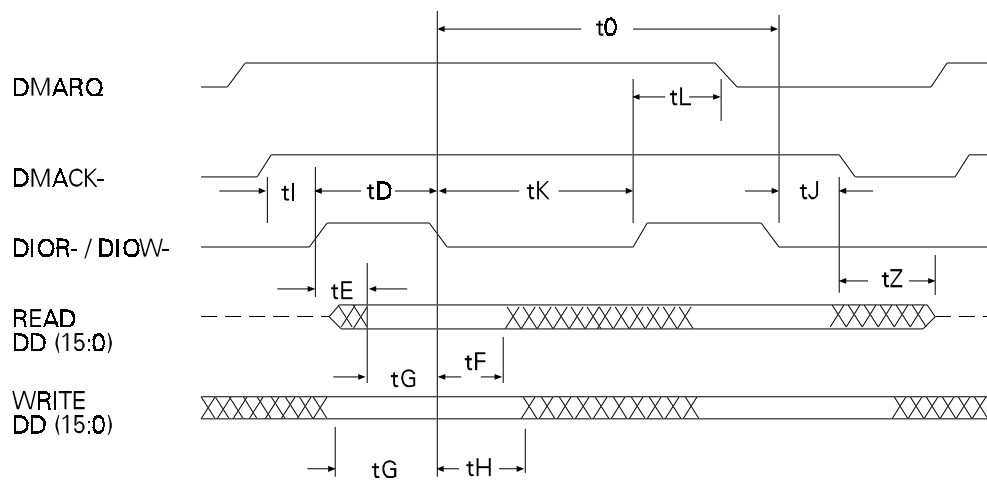 t0
DMARQ
tL
DMACK-
tI tD tK tJ
DIOR- / DIOW-
tE tZ
READ
DD (15:0)
tG tF
WRITE
DD (15:0)
tG tH